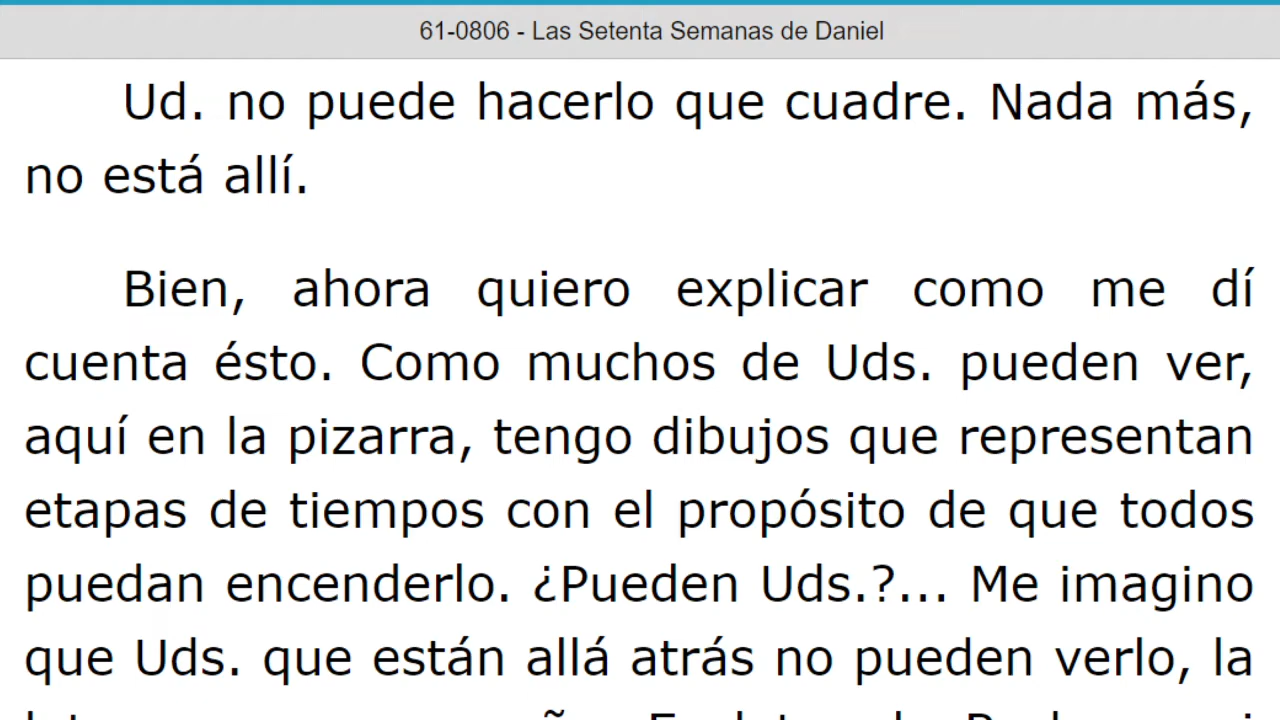 61-0806 - Las Setenta Semanas de Daniel
Ud. no puede hacerlo que cuadre. Nada más,
no está allí.
Bien, ahora quiero explicar como me dí
cuenta ésto. Como muchos de Uds. pueden ver,
aquí en la pizarra, tengo dibujos que representan
etapas de tiempos con el propósito de que todos
puedan encenderlo. ¿Pueden Uds.?... Me imagino
que Uds. que están allá atrás no pueden verlo, la